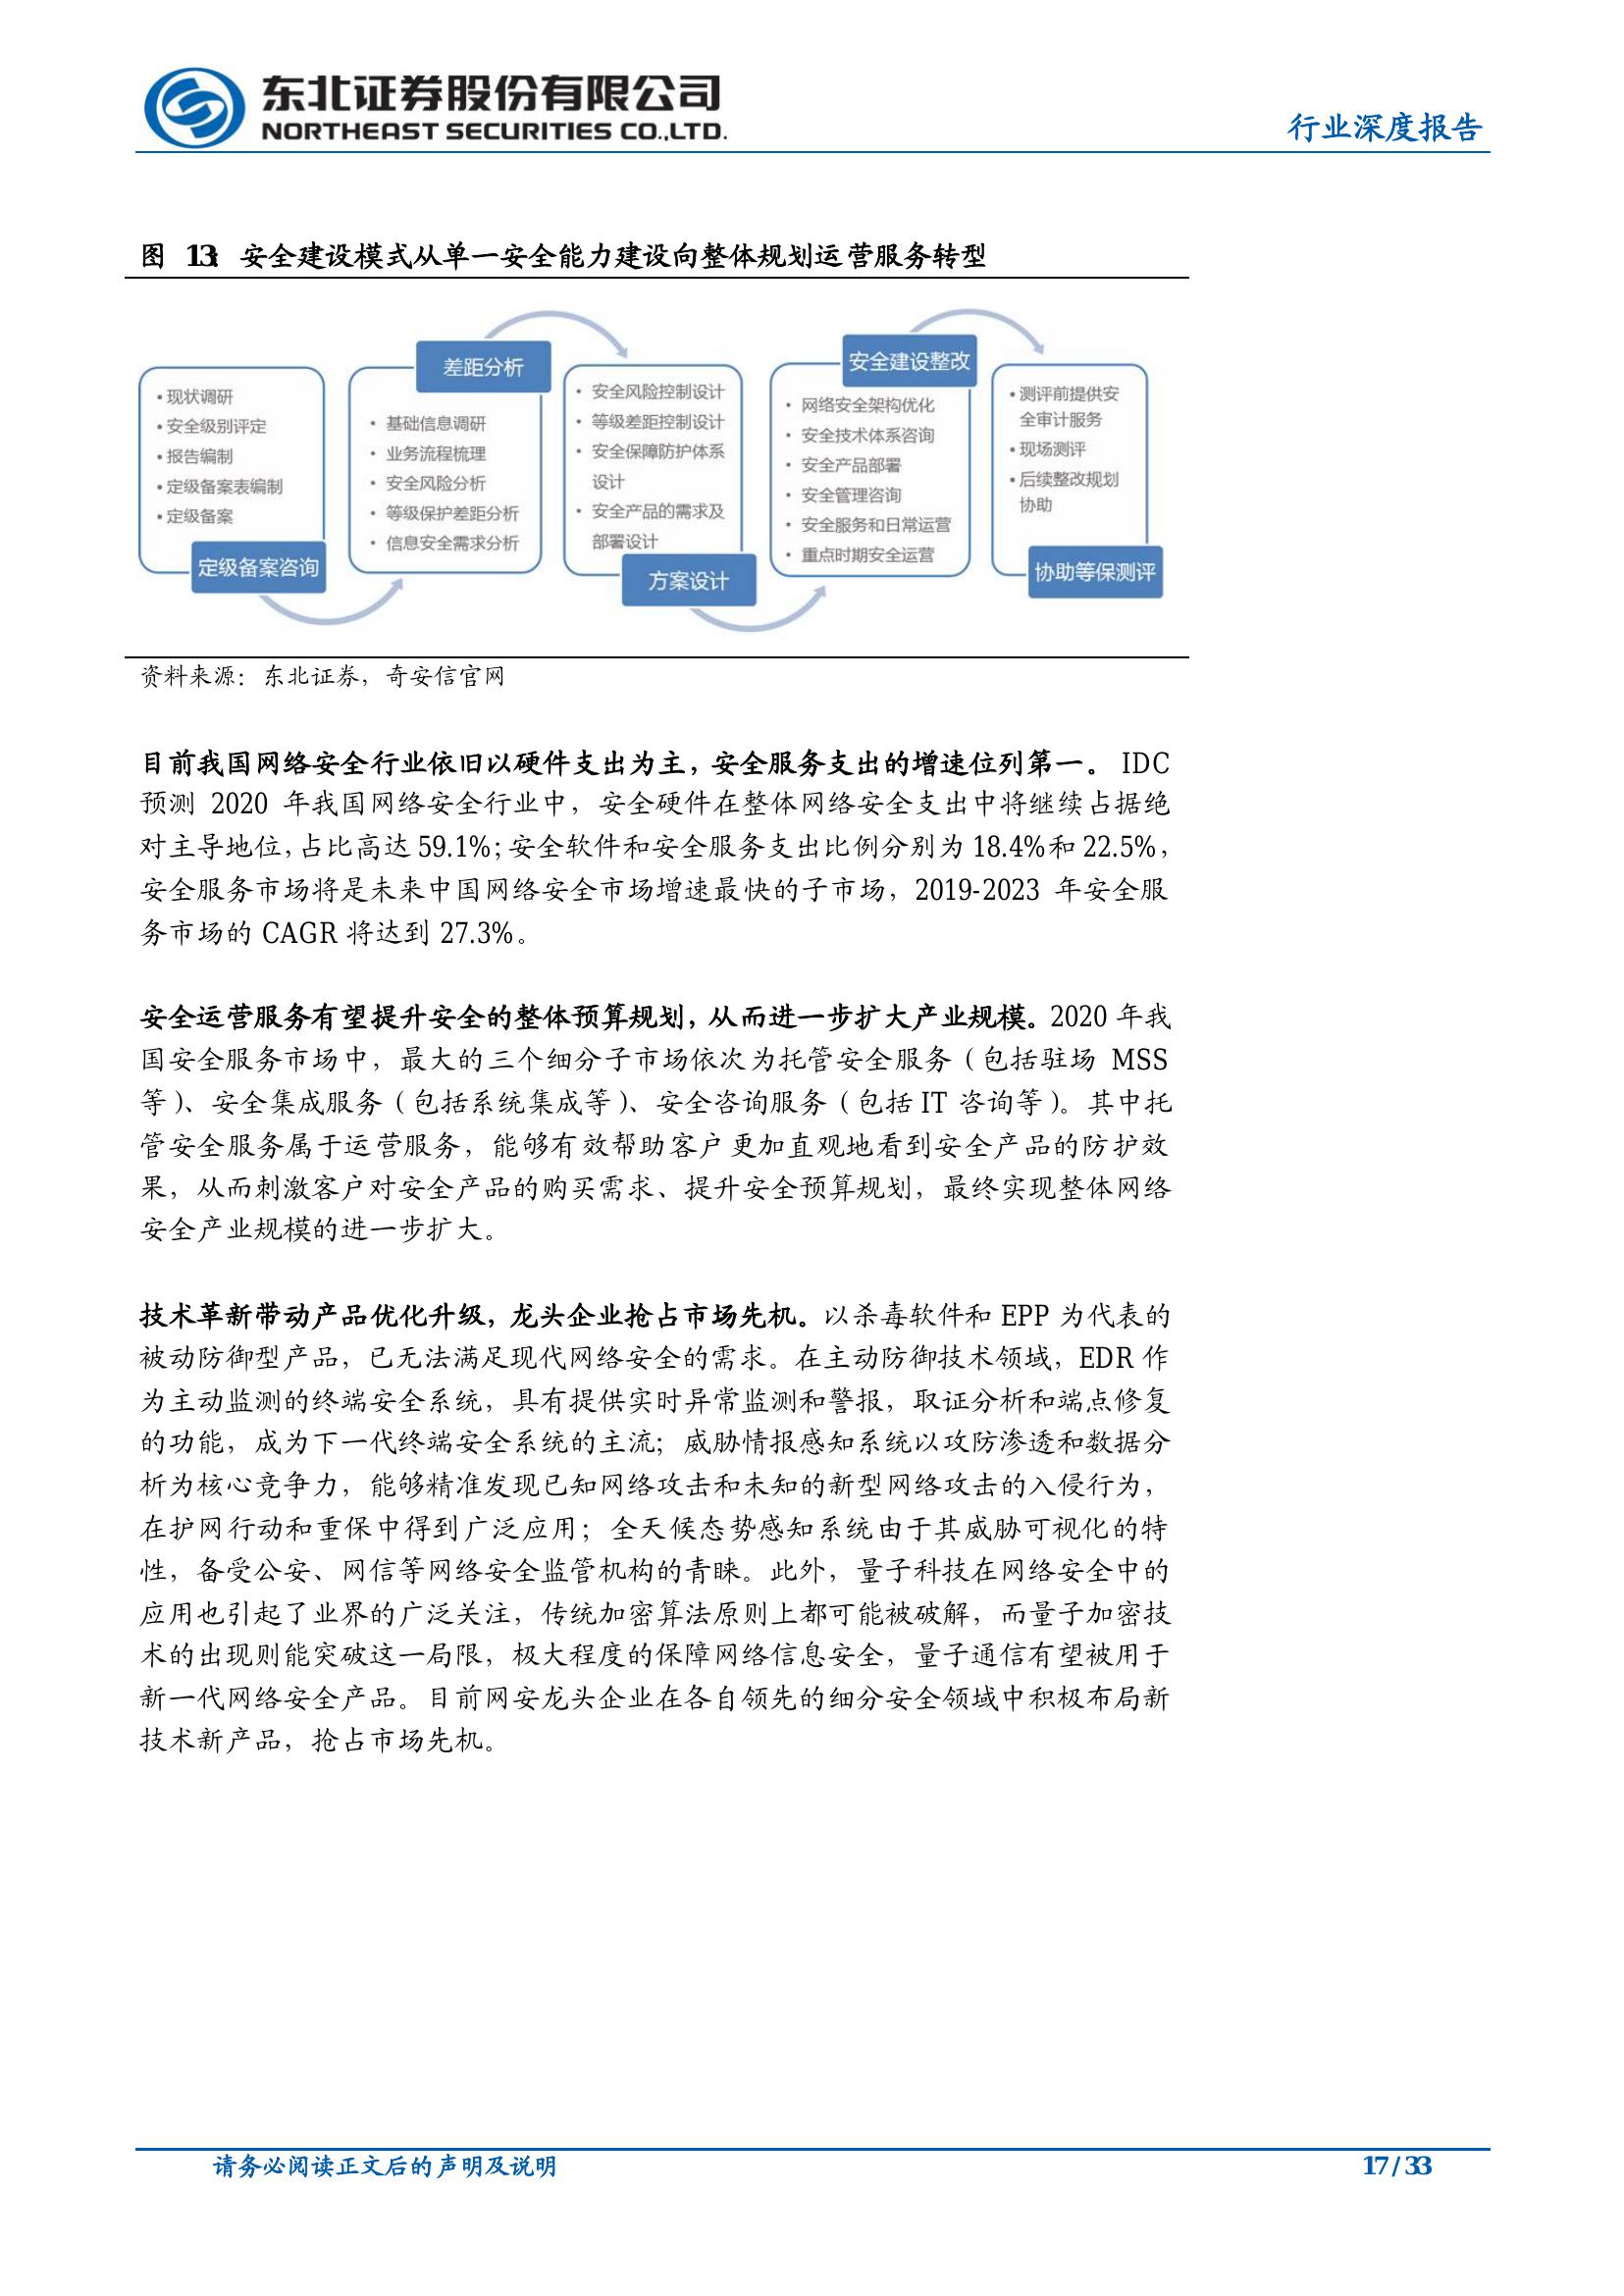 东北证券股份有限公司
NORTHEAST SECURITIES CO.,LTD.
行业深度报告
图 13: 安全建设模式从单一安全能力建设向整体规划运营服务转型
• 现状调研
• 安全级别评定
• 报告编制
• 定级备案表编制
• 定级备案
定级备案咨询
差距分析
• 基础信息调研
• 业务流程梳理
• 安全风险分析
• 等级保护差距分析
• 信息安全需求分析
• 安全风险控制设计
• 等级差距控制设计
• 安全保障防护体系
设计
• 安全产品的需求及
部署设计
方案设计
安全建设整改
• 网络安全架构优化
• 安全技术体系咨询
• 安全产品部署
• 安全管理咨询
• 安全服务和日常运营
• 重点时期安全运营
• 测评前提供安
全审计服务
• 现场测评
• 后续整改规划
协助
协助等保测评
资料来源：东北证券，奇安信官网
目前我国网络安全行业依旧以硬件支出为主，安全服务支出的增速位列第一。 IDC
预测 2020 年我国网络安全行业中，安全硬件在整体网络安全支出中将继续占据绝
对主导地位，占比高达 59.1%；安全软件和安全服务支出比例分别为 18.4%和 22.5%，
安全服务市场将是未来中国网络安全市场增速最快的子市场，2019-2023 年安全服
务市场的 CAGR 将达到 27.3%。
安全运营服务有望提升安全的整体预算规划，从而进一步扩大产业规模。2020 年我
国安全服务市场中，最大的三个细分子市场依次为托管安全服务（包括驻场 MSS
等）、安全集成服务（包括系统集成等）、安全咨询服务（包括 IT 咨询等）。其中托
管安全服务属于运营服务，能够有效帮助客户更加直观地看到安全产品的防护效
果，从而刺激客户对安全产品的购买需求、提升安全预算规划，最终实现整体网络
安全产业规模的进一步扩大。
技术革新带动产品优化升级，龙头企业抢占市场先机。以杀毒软件和 EPP 为代表的
被动防御型产品，已无法满足现代网络安全的需求。在主动防御技术领域，EDR 作
为主动监测的终端安全系统，具有提供实时异常监测和警报，取证分析和端点修复
的功能，成为下一代终端安全系统的主流；威胁情报感知系统以攻防渗透和数据分
析为核心竞争力，能够精准发现已知网络攻击和未知的新型网络攻击的入侵行为，
在护网行动和重保中得到广泛应用；全天候态势感知系统由于其威胁可视化的特
性，备受公安、网信等网络安全监管机构的青睐。此外，量子科技在网络安全中的
应用也引起了业界的广泛关注，传统加密算法原则上都可能被破解，而量子加密技
术的出现则能突破这一局限，极大程度的保障网络信息安全，量子通信有望被用于
新一代网络安全产品。目前网安龙头企业在各自领先的细分安全领域中积极布局新
技术新产品，抢占市场先机。
请务必阅读正文后的声明及说明
17 / 33